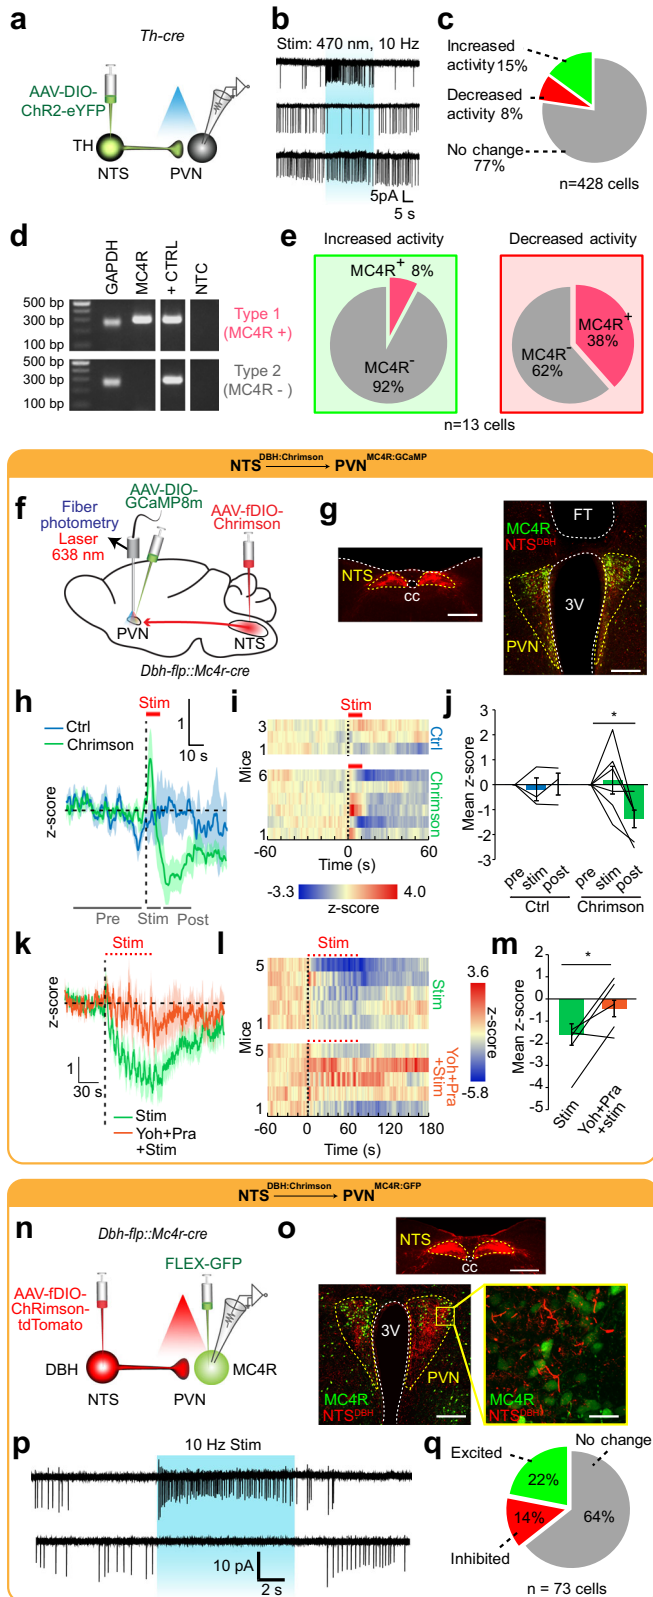 a
Th-cre
AAV-DIO-
ChR2-eYFP
TH
NTS
PVN
b
Stim: 470 nm, 10 Hz
5pA
5 s
c
Increased
activity 15%
Decreased
activity 8%
No change
77%
n=428 cells
d
GAPDH
MC4R
+ CTRL
NTC
500 bp
300 bp
100 bp
Type 1
(MC4R +)
500 bp
300 bp
100 bp
Type 2
(MC4R - )
e
Increased activity
MC4R+ 8%
MC4R-
92%
Decreased activity
MC4R+
38%
MC4R-
62%
n=13 cells
NTS DBH:Chrimson → PVN MC4R:GCaMP
f
AAV-DIO-
GCaMP8m
Fiber
photometry
Laser
638 nm
AAV-fDIO-
Chrimson
PVN
NTS
Dbh-flp::Mc4r-cre
g
NTS
cc
FT
MC4R
NTS DBH
3V
PVN
h
Stim
Ctrl
Chrimson
1
10 s
z-score
Pre
Stim
Post
i
Stim
3
1
Ctrl
Mice
6
1
Chrimson
-60 0 60
Time (s)
-3.3 4.0
z-score
j
*
Mean z-score
3
2
1
0
-1
-2
-3
pre stim post
pre stim post
Ctrl
Chrimson
k
Stim
z-score
1
30 s
Stim
Yoh+Pra
+Stim
l
Stim
5
1
Stim
Mice
5
1
Yoh+Pra
+Stim
-60 0 60 120 180
Time (s)
3.6
z-score
-5.8
m
*
Mean z-score
2
1
0
-1
-2
-3
-4
-5
Stim
Yoh+Pra
+stim
NTS DBH:Chrimson → PVN MC4R:GFP
n
Dbh-flp::Mc4r-cre
AAV-fDIO-
ChRimson-
tdTomato
FLEX-GFP
DBH
NTS
PVN
MC4R
o
NTS
cc
3V
PVN
MC4R
NTS DBH
MC4R
NTS DBH
p
10 Hz Stim
10 pA
2 s
q
Excited
22%
No change
64%
14%
Inhibited
n = 73 cells